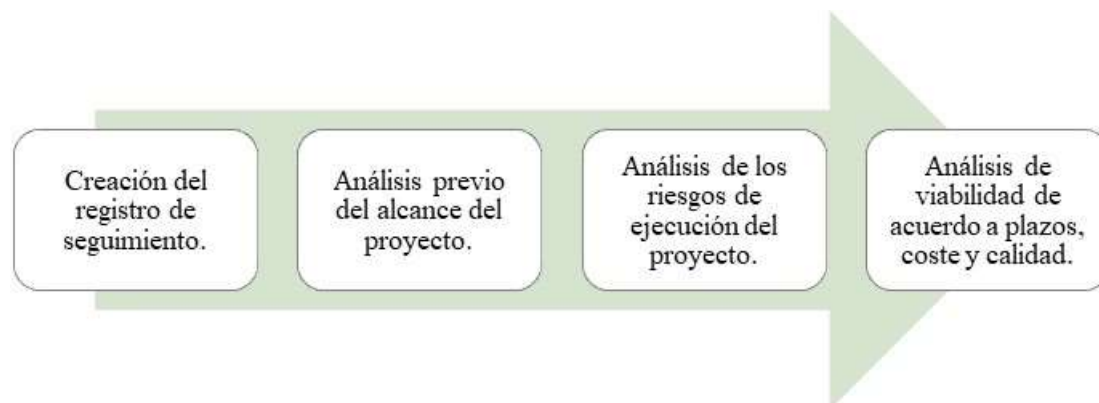 Creación del
registro de
seguimiento.
Análisis previo
del alcance del
proyecto.
Análisis de los
riesgos de
ejecución del
proyecto.
Análisis de
viabilidad de
acuerdo a plazos,
coste y calidad.